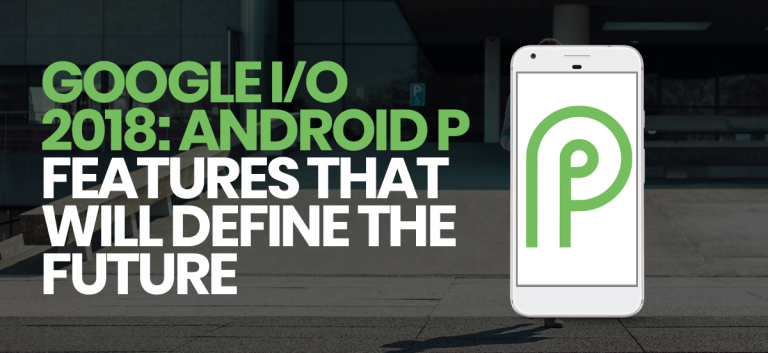 GOOGLE I/O
2018: ANDROID P
FEATURES THAT
WILL DEFINE THE
FUTURE
P
P